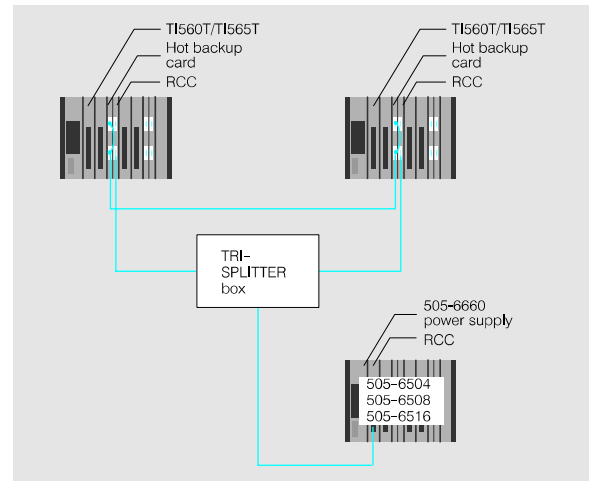 TI560T/TI565T
Hot backup
card
RCC
TI560T/TI565T
Hot backup
card
RCC
TRI-
SPLITTER
box
505-6660
power supply
RCC
505-6504
505-6508
505-6516